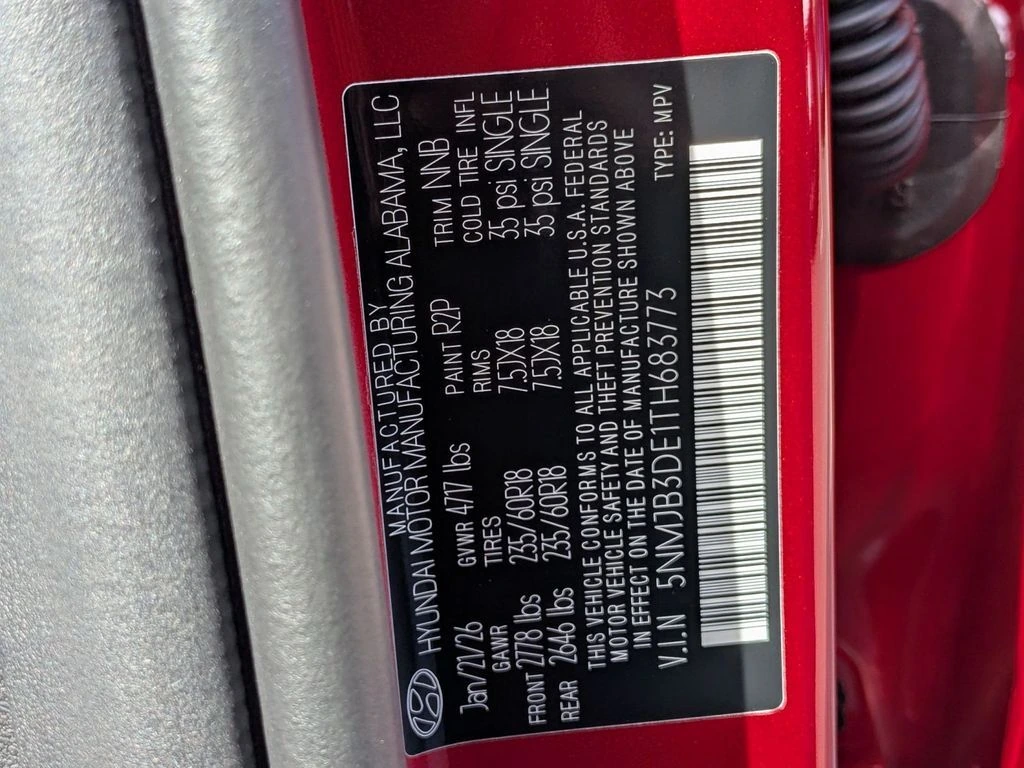 MANUFACTURED BY
HYUNDAI MOTOR MANUFACTURING ALABAMA, LLC
Jan/21/26 GVWR 4717 lbs PAINT R2P TRIM NNB
GAWR TIRES RIMS COLD TIRE INFL
FRONT 2778 lbs 235/60R18 7.5JX18 35 psi SINGLE
REAR 2646 lbs 235/60R18 7.5JX18 35 psi SINGLE
THIS VEHICLE CONFORMS TO ALL APPLICABLE U.S.A. FEDERAL
MOTOR VEHICLE SAFETY AND THEFT PREVENTION STANDARDS
IN EFFECT ON THE DATE OF MANUFACTURE SHOWN ABOVE
V.I.N 5NMJB3DE1TH683773 TYPE: MPV